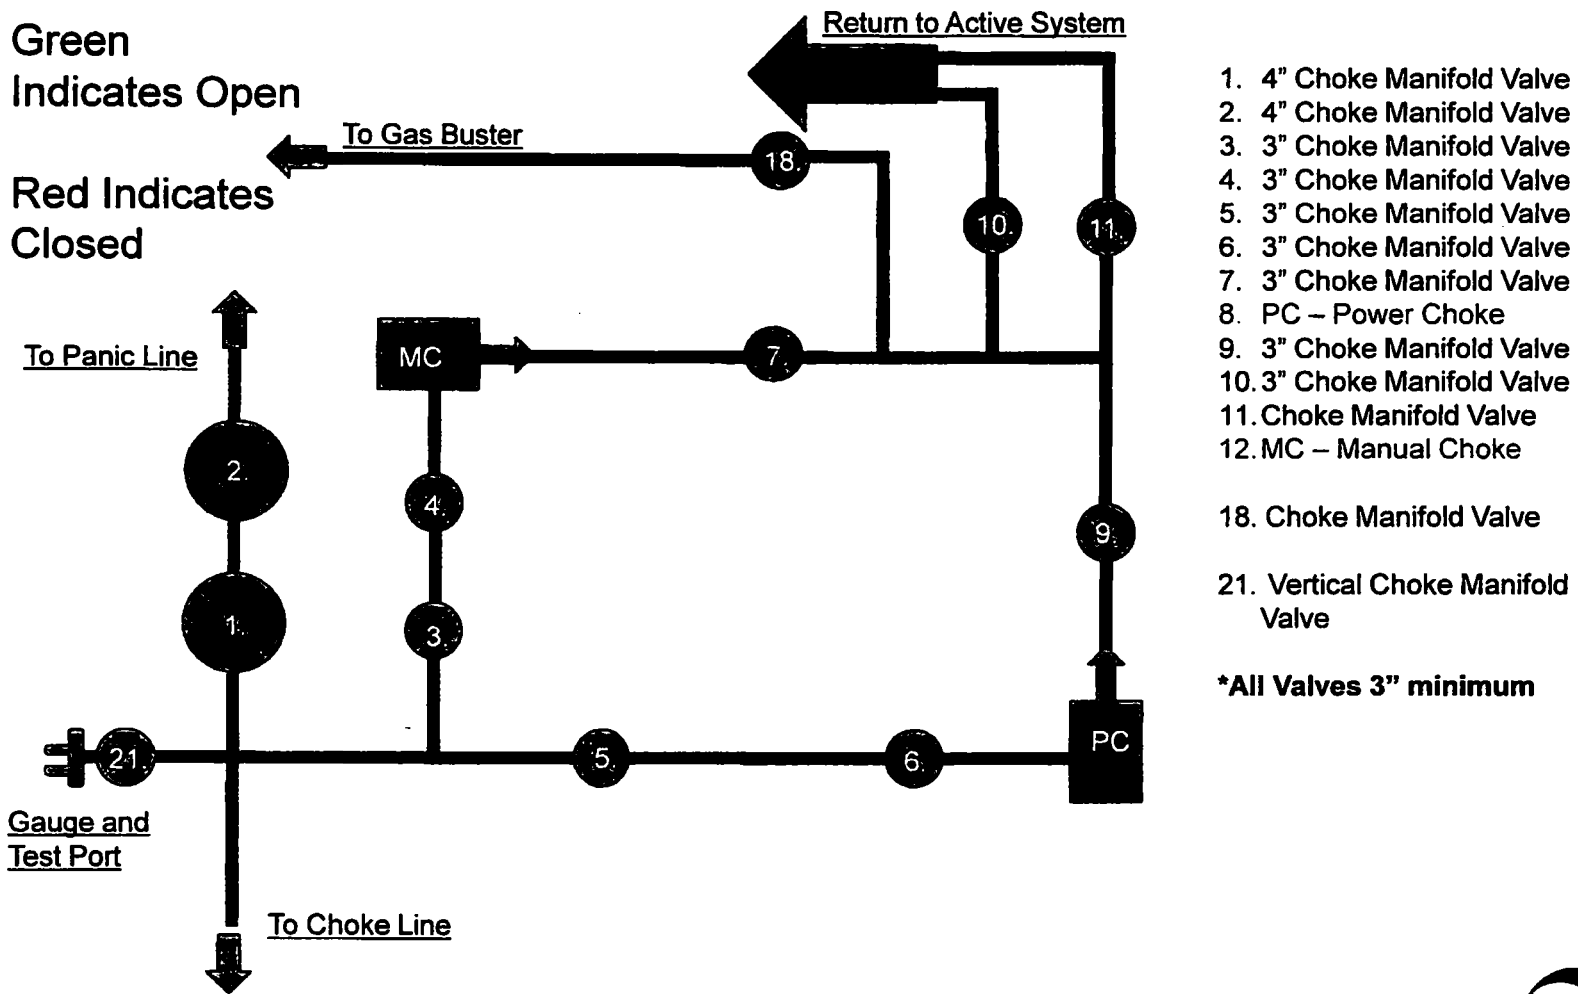 Green
Indicates Open
Red Indicates
Closed
Return to Active System
To Gas Buster
18.
10.
11.
To Panic Line
MC
7.
2.
4.
9.
1.
3.
21
5.
6.
PC
Gauge and
Test Port
To Choke Line
1. 4" Choke Manifold Valve
2. 4" Choke Manifold Valve
3. 3" Choke Manifold Valve
4. 3" Choke Manifold Valve
5. 3" Choke Manifold Valve
6. 3" Choke Manifold Valve
7. 3" Choke Manifold Valve
8. PC – Power Choke
9. 3" Choke Manifold Valve
10. 3" Choke Manifold Valve
11. Choke Manifold Valve
12. MC – Manual Choke
18. Choke Manifold Valve
21. Vertical Choke Manifold
Valve
*All Valves 3" minimum